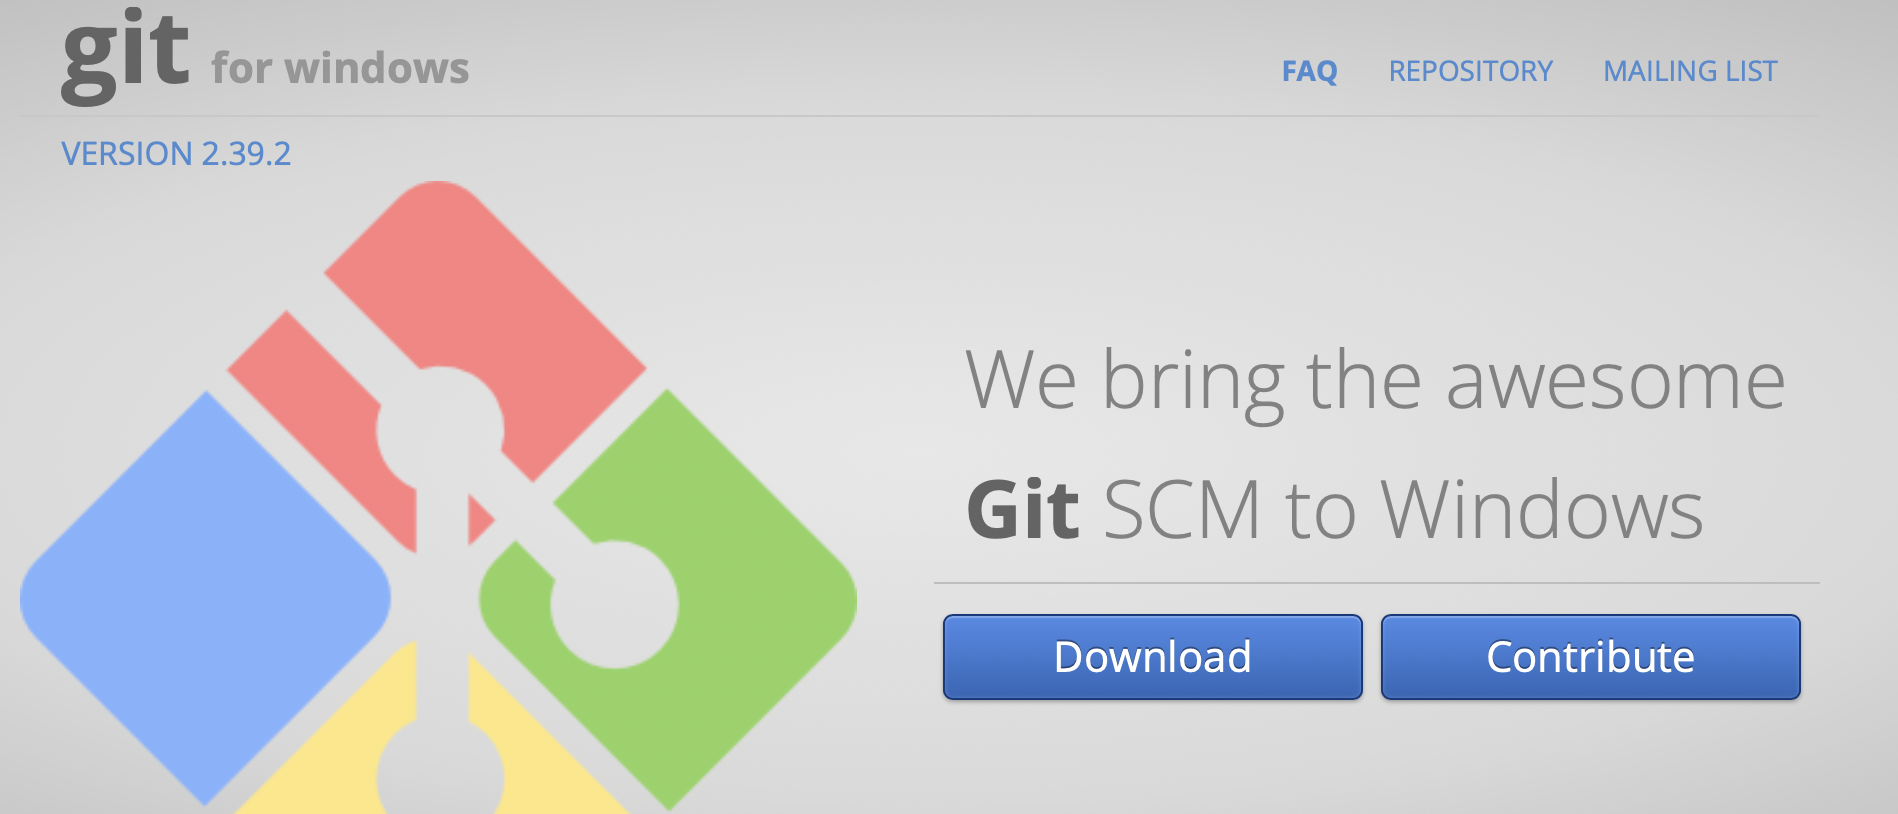 git for windows
FAQ REPOSITORY MAILING LIST
VERSION 2.39.2
We bring the awesome
Git SCM to Windows
Download Contribute